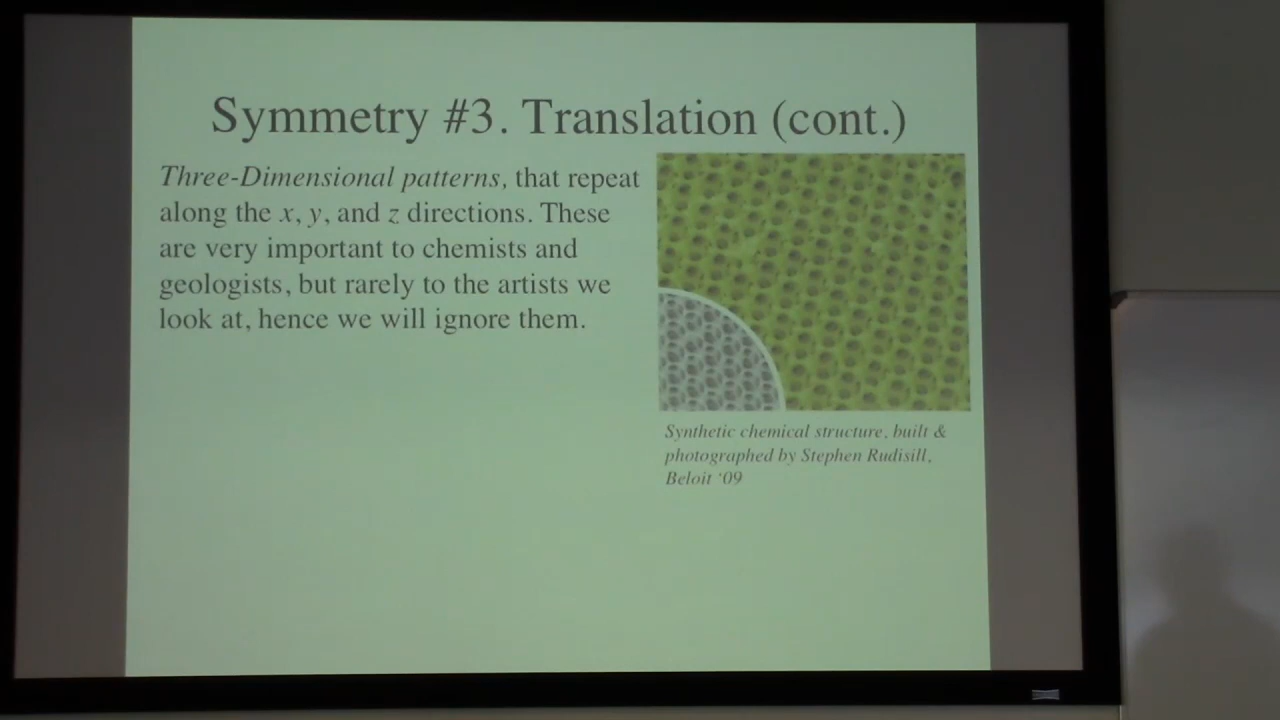 Symmetry #3. Translation (cont.)
Three-Dimensional patterns, that repeat
along the x, y, and z directions. These
are very important to chemists and
geologists, but rarely to the artists we
look at, hence we will ignore them.
Synthetic chemical structure, built &
photographed by Stephen Rudisill,
Beloit ‘09